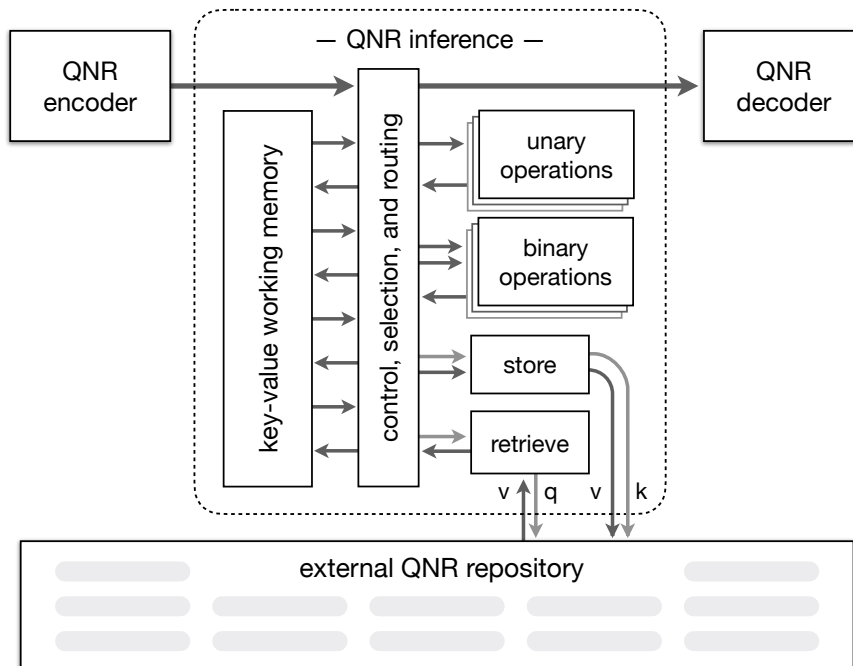 — QNR inference —
QNR
encoder
QNR
decoder
key-value working memory
control, selection, and routing
unary
operations
binary
operations
store
retrieve
v q v k
external QNR repository